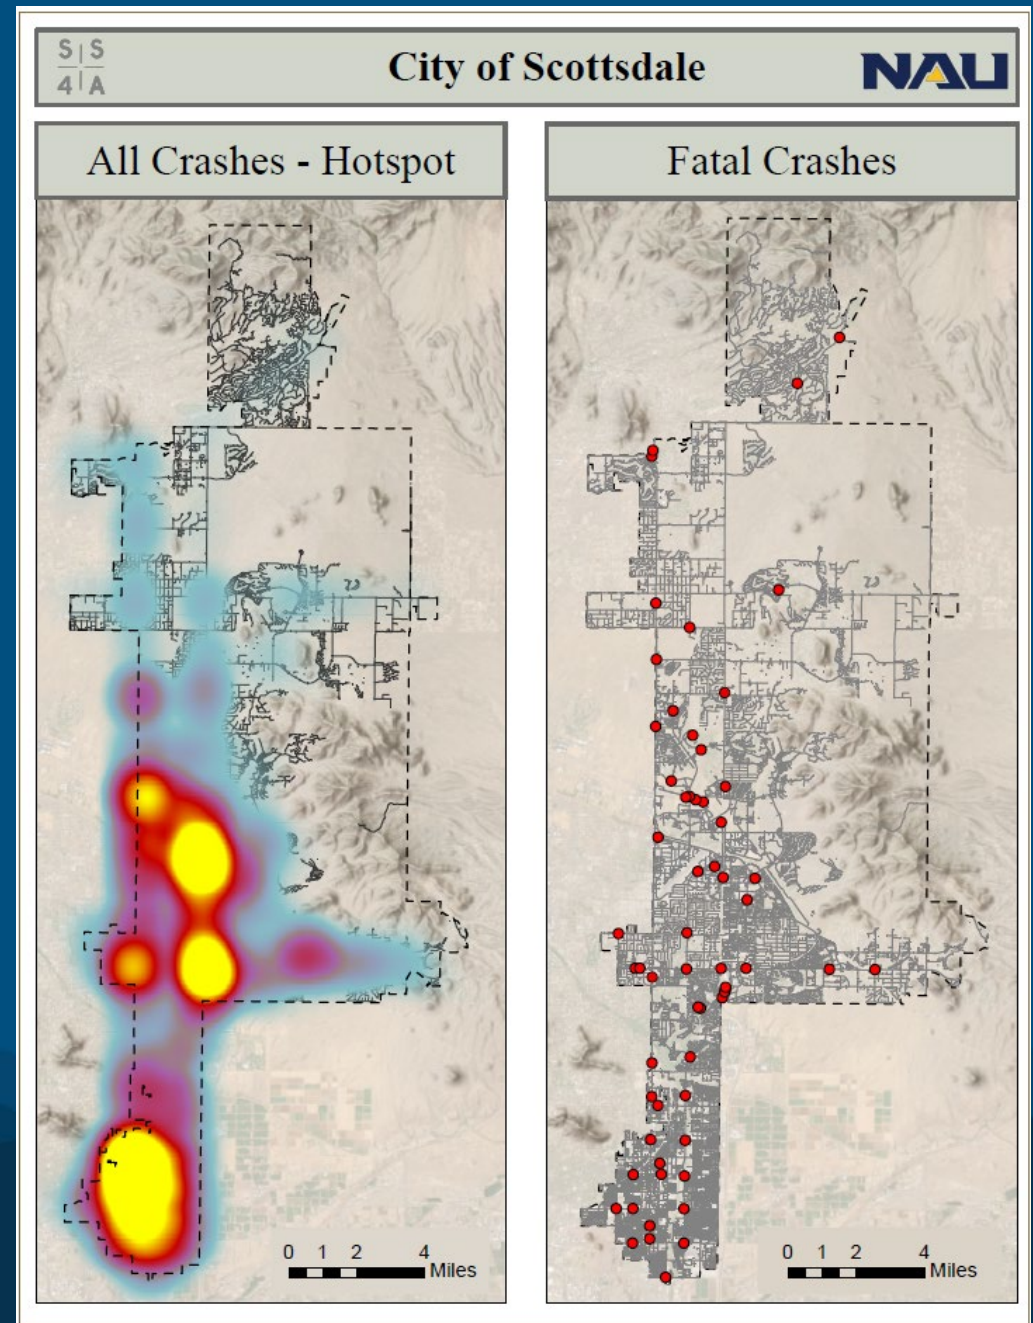 S S
4 A
City of Scottsdale
NAU
All Crashes - Hotspot
Fatal Crashes
0 1 2 4
Miles
0 1 2 4
Miles